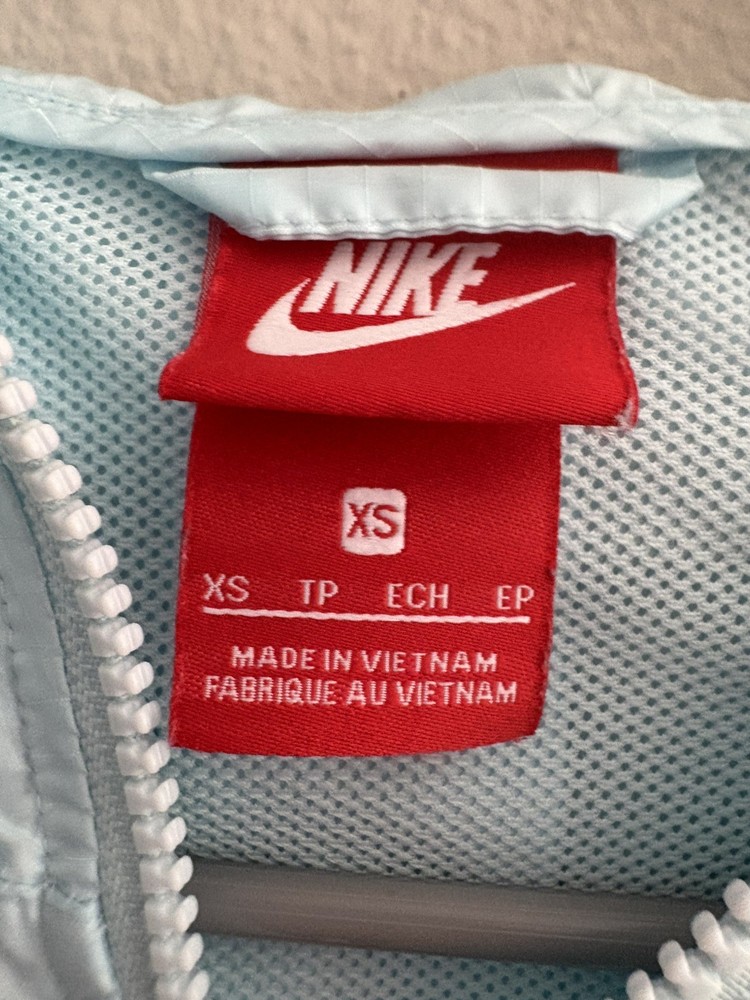 NIKE
XS
XS TP ECH EP
MADE IN VIETNAM
FABRIQUE AU VIETNAM